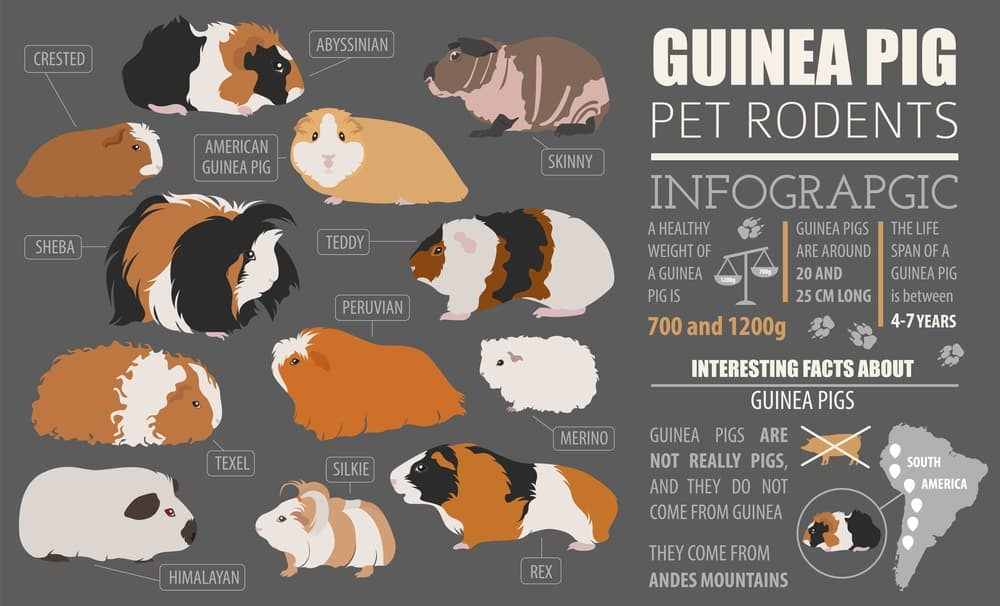 CRESTED
ABYSSINIAN
AMERICAN
GUINEA PIG
SKINNY
SHEBA
TEDDY
PERUVIAN
TEXEL
MERINO
SILKIE
HIMALAYAN
REX
GUINEA PIG
PET RODENTS
INFOGRAPGIC
A HEALTHY
WEIGHT OF
A GUINEA
PIG IS
1200g
700g
700 and 1200g
GUINEA PIGS
ARE AROUND
20 AND
25 CM LONG
THE LIFE
SPAN OF A
GUINEA PIG
is between
4-7 YEARS
INTERESTING FACTS ABOUT
GUINEA PIGS
GUINEA PIGS ARE
NOT REALLY PIGS,
AND THEY DO NOT
COME FROM GUINEA
THEY COME FROM
ANDES MOUNTAINS
SOUTH
AMERICA